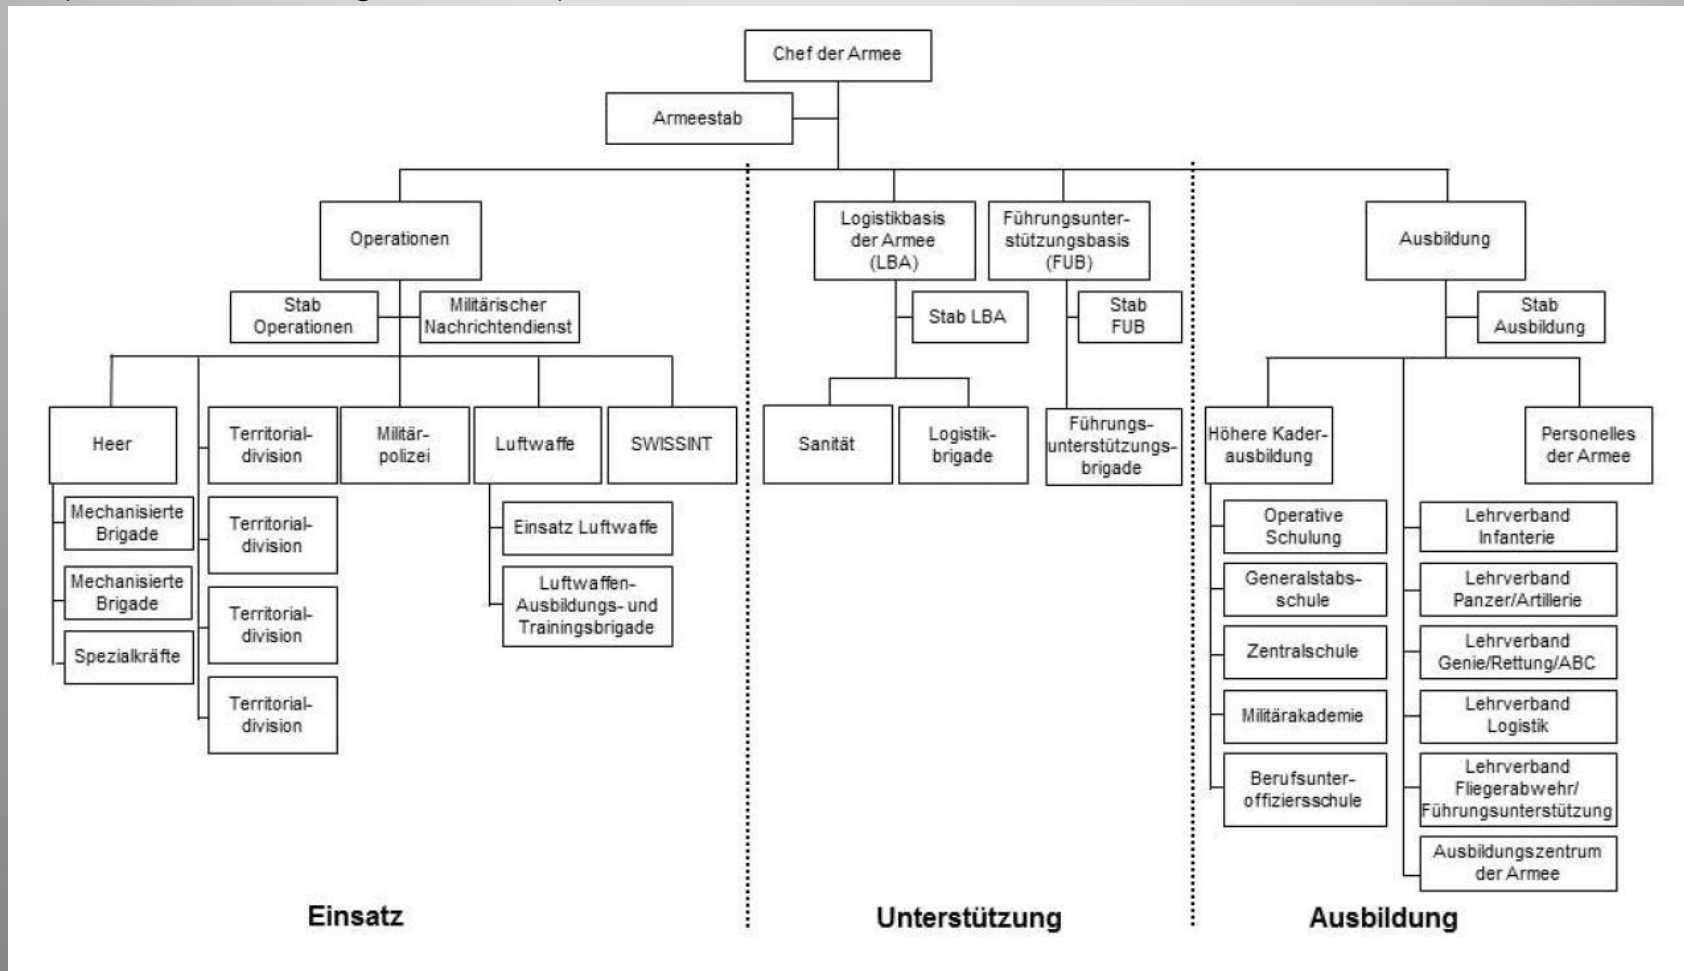 Chef der Armee
Armeestab
Operationen
Logistikbasis
der Armee
(LBA)
Führungsunter-
stützungsbasis
(FUB)
Ausbildung
Stab
Operationen
Militärischer
Nachrichtendienst
Stab LBA
Stab
FUB
Stab
Ausbildung
Heer
Territorial-
division
Militär-
polizei
Luftwaffe
SWISSINT
Sanität
Logistik-
brigade
Führungs-
unterstützungs-
brigade
Höhere Kader-
ausbildung
Personelles
der Armee
Mechanisierte
Brigade
Mechanisierte
Brigade
Spezialkräfte
Territorial-
division
Territorial-
division
Territorial-
division
Einsatz Luftwaffe
Luftwaffen-
Ausbildungs- und
Trainingsbrigade
Operative
Schulung
Generalstabs-
schule
Zentralschule
Militärakademie
Berufsunter-
offiziersschule
Lehrverband
Infanterie
Lehrverband
Panzer/Artillerie
Lehrverband
Genie/Rettung/ABC
Lehrverband
Logistik
Lehrverband
Fliegerabwehr/
Führungsunterstützung
Ausbildungszentrum
der Armee
Einsatz
Unterstützung
Ausbildung